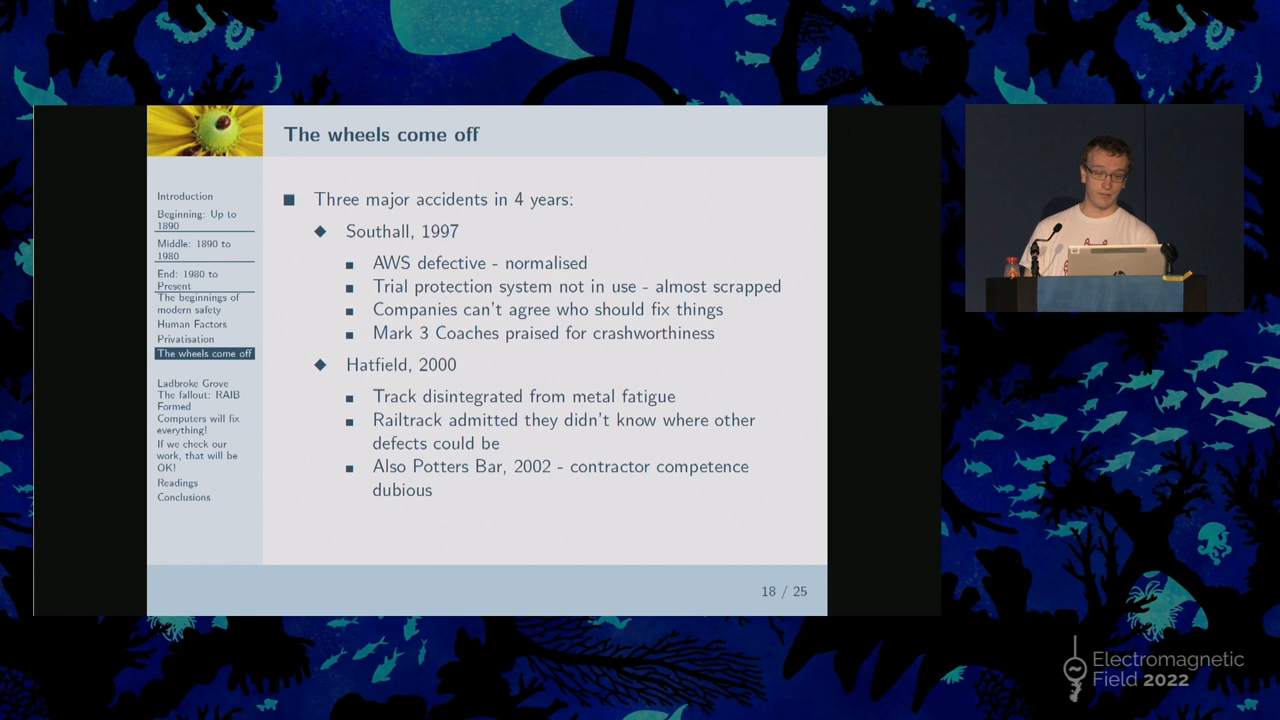 The wheels come off
Introduction
Beginning: Up to
1890
Middle: 1890 to
1980
End: 1980 to
Present
The beginnings of
modern safety
Human Factors
Privatisation
The wheels come off
Ladbroke Grove
The fallout: RAIB
Formed
Computers will fix
everything!
If we check our
work, that will be
OK!
Readings
Conclusions
Three major accidents in 4 years:
Southall, 1997
AWS defective - normalised
Trial protection system not in use - almost scrapped
Companies can't agree who should fix things
Mark 3 Coaches praised for crashworthiness
Hatfield, 2000
Track disintegrated from metal fatigue
Railtrack admitted they didn't know where other
defects could be
Also Potters Bar, 2002 - contractor competence
dubious
18 / 25
Electromagnetic
Field 2022